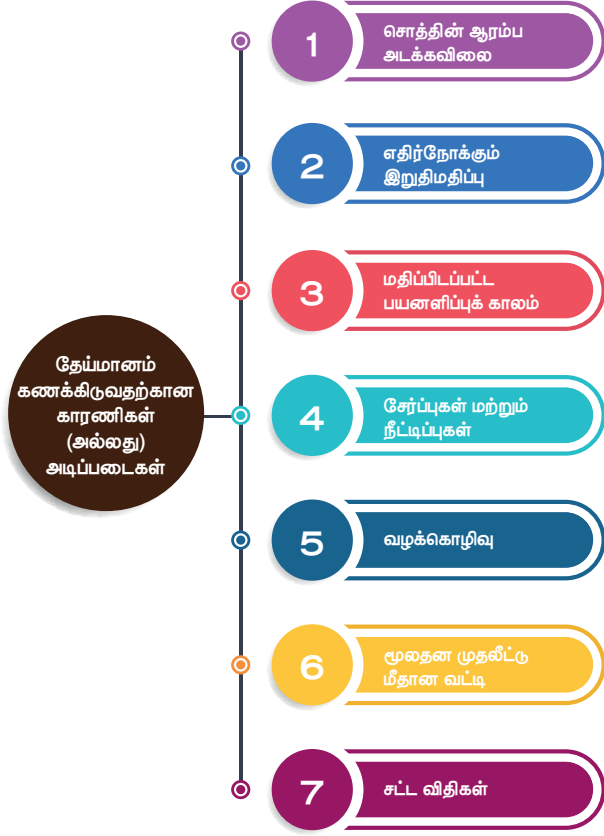 தேய்மானம்
கணக்கிடுவதற்கான
காரணிகள்
(அல்லது)
அடிப்படைகள்
1
சொத்தின் ஆரம்ப
அடக்கவிலை
2
எதிர்நோக்கும்
இறுதிமதிப்பு
3
மதிப்பிடப்பட்ட
பயனளிப்புக் காலம்
4
சேர்ப்புகள் மற்றும்
நீட்டிப்புகள்
5
வழக்கொழிவு
6
மூலதன முதலீட்டு
மீதான வட்டி
7
சட்ட விதிகள்